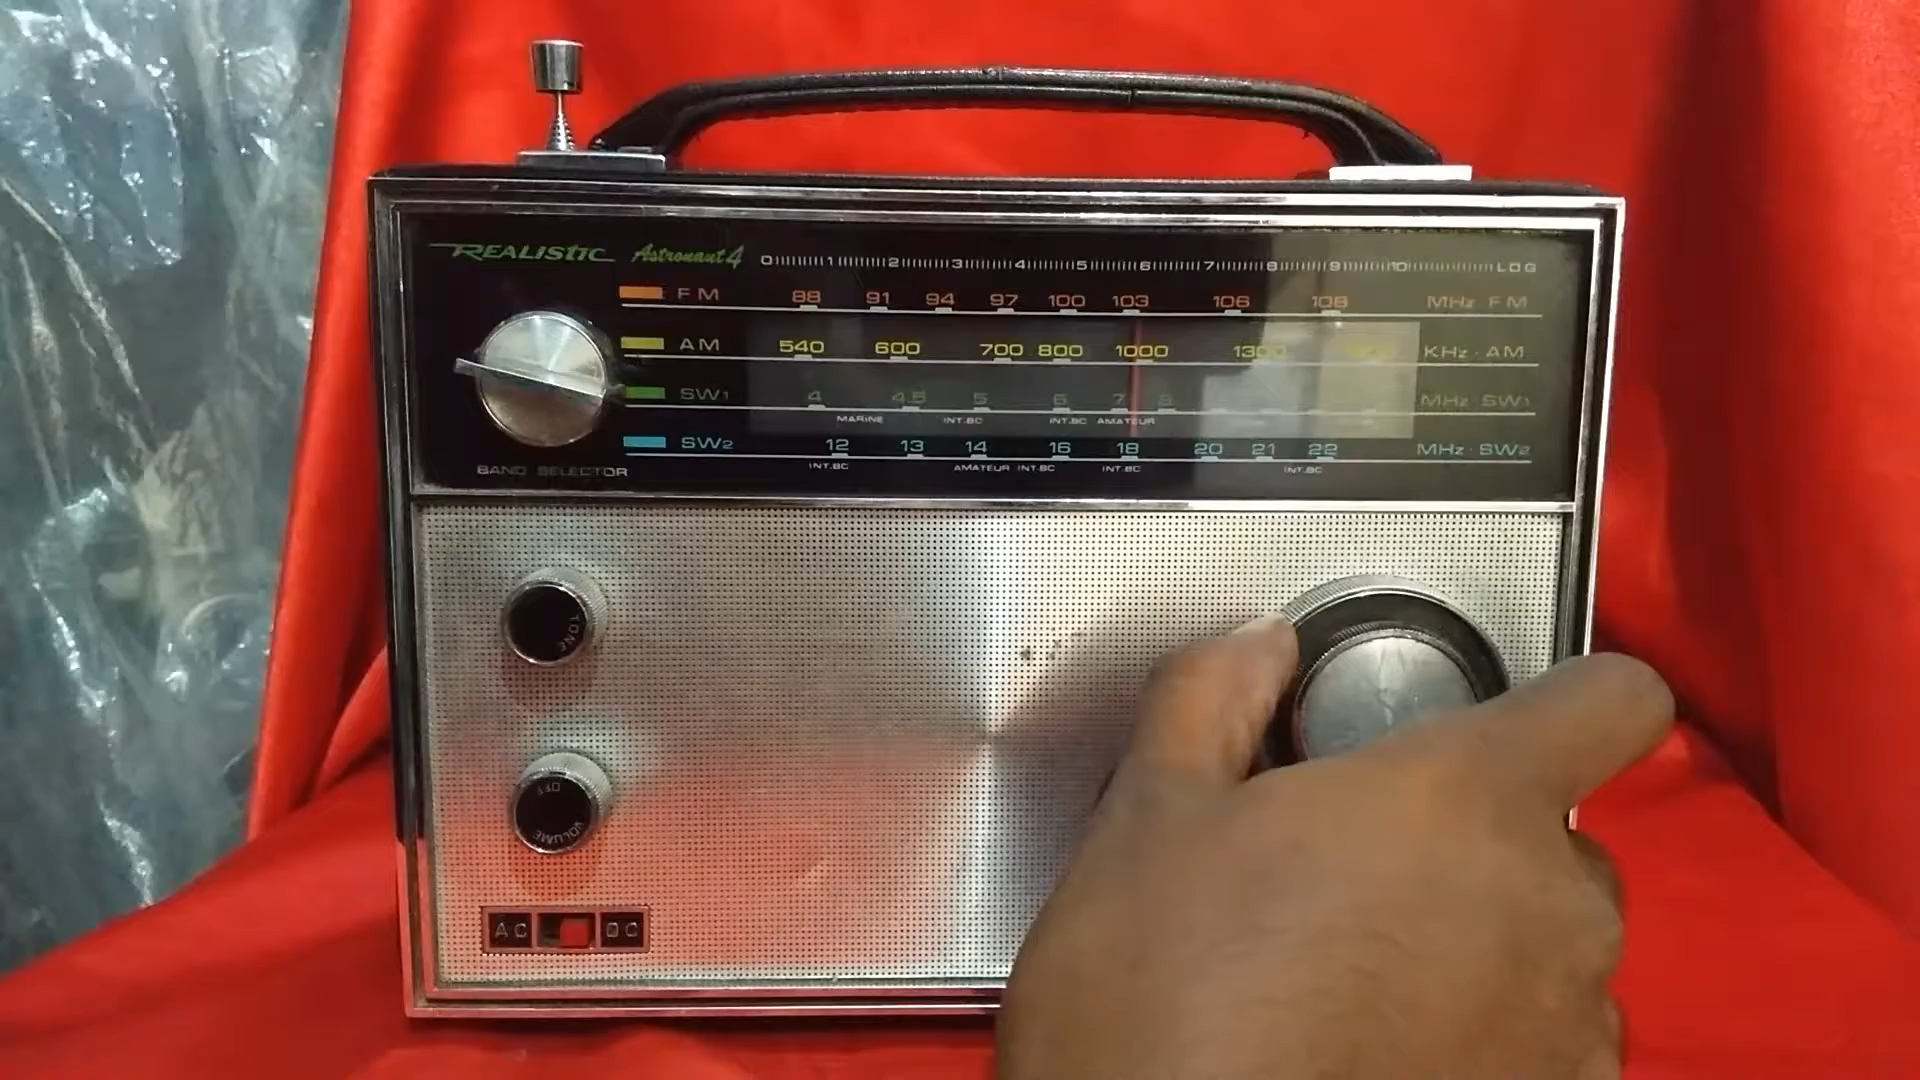 REALISTIC Astronaut 4 0 1 2 3 4 5 6 7 8 9 10 LOG
FM 88 91 94 97 100 103 106 108 MHz FM
AM 540 600 700 800 1000 1300 KHz · AM
SW1 4 4.5 5 6 7 8 MHz · SW1
MARINE INT.BC INT.BC AMATEUR
SW2 12 13 14 16 18 20 21 22 MHz · SW2
BAND SELECTOR INT.BC AMATEUR INT.BC INT.BC INT.BC
TONE
OFF
VOLUME
AC DC